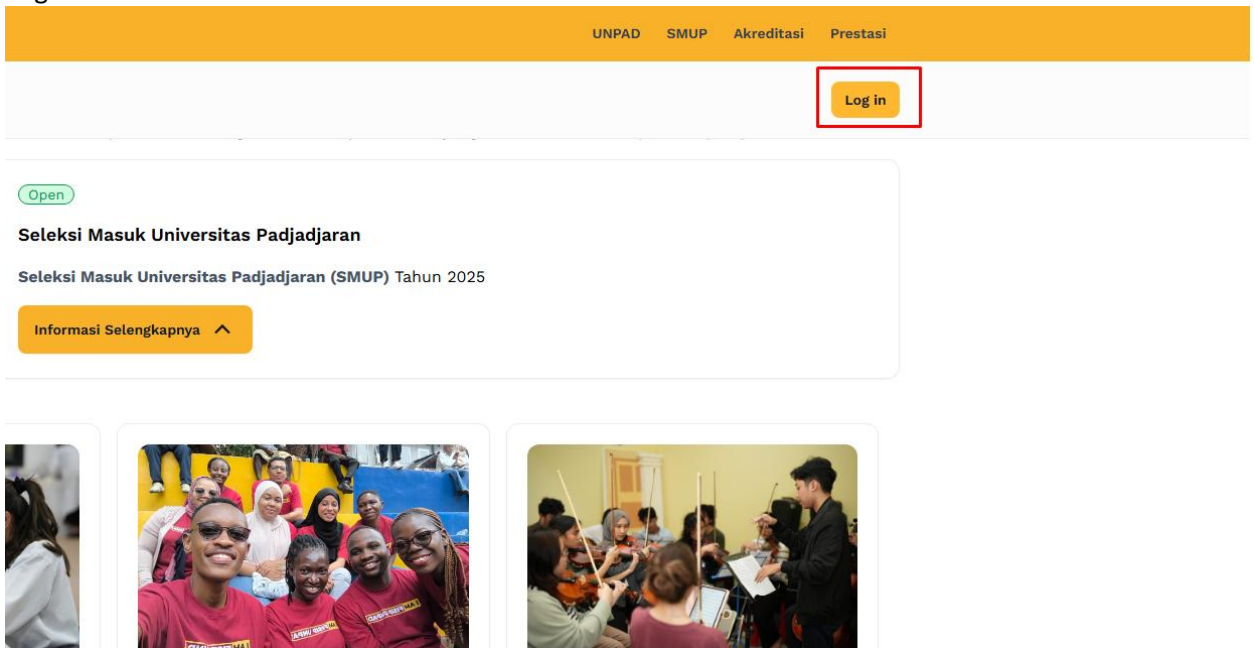 UNPAD SMUP Akreditasi Prestasi
Log in
Open
Seleksi Masuk Universitas Padjadjaran
Seleksi Masuk Universitas Padjadjaran (SMUP) Tahun 2025
Informasi Selengkapnya